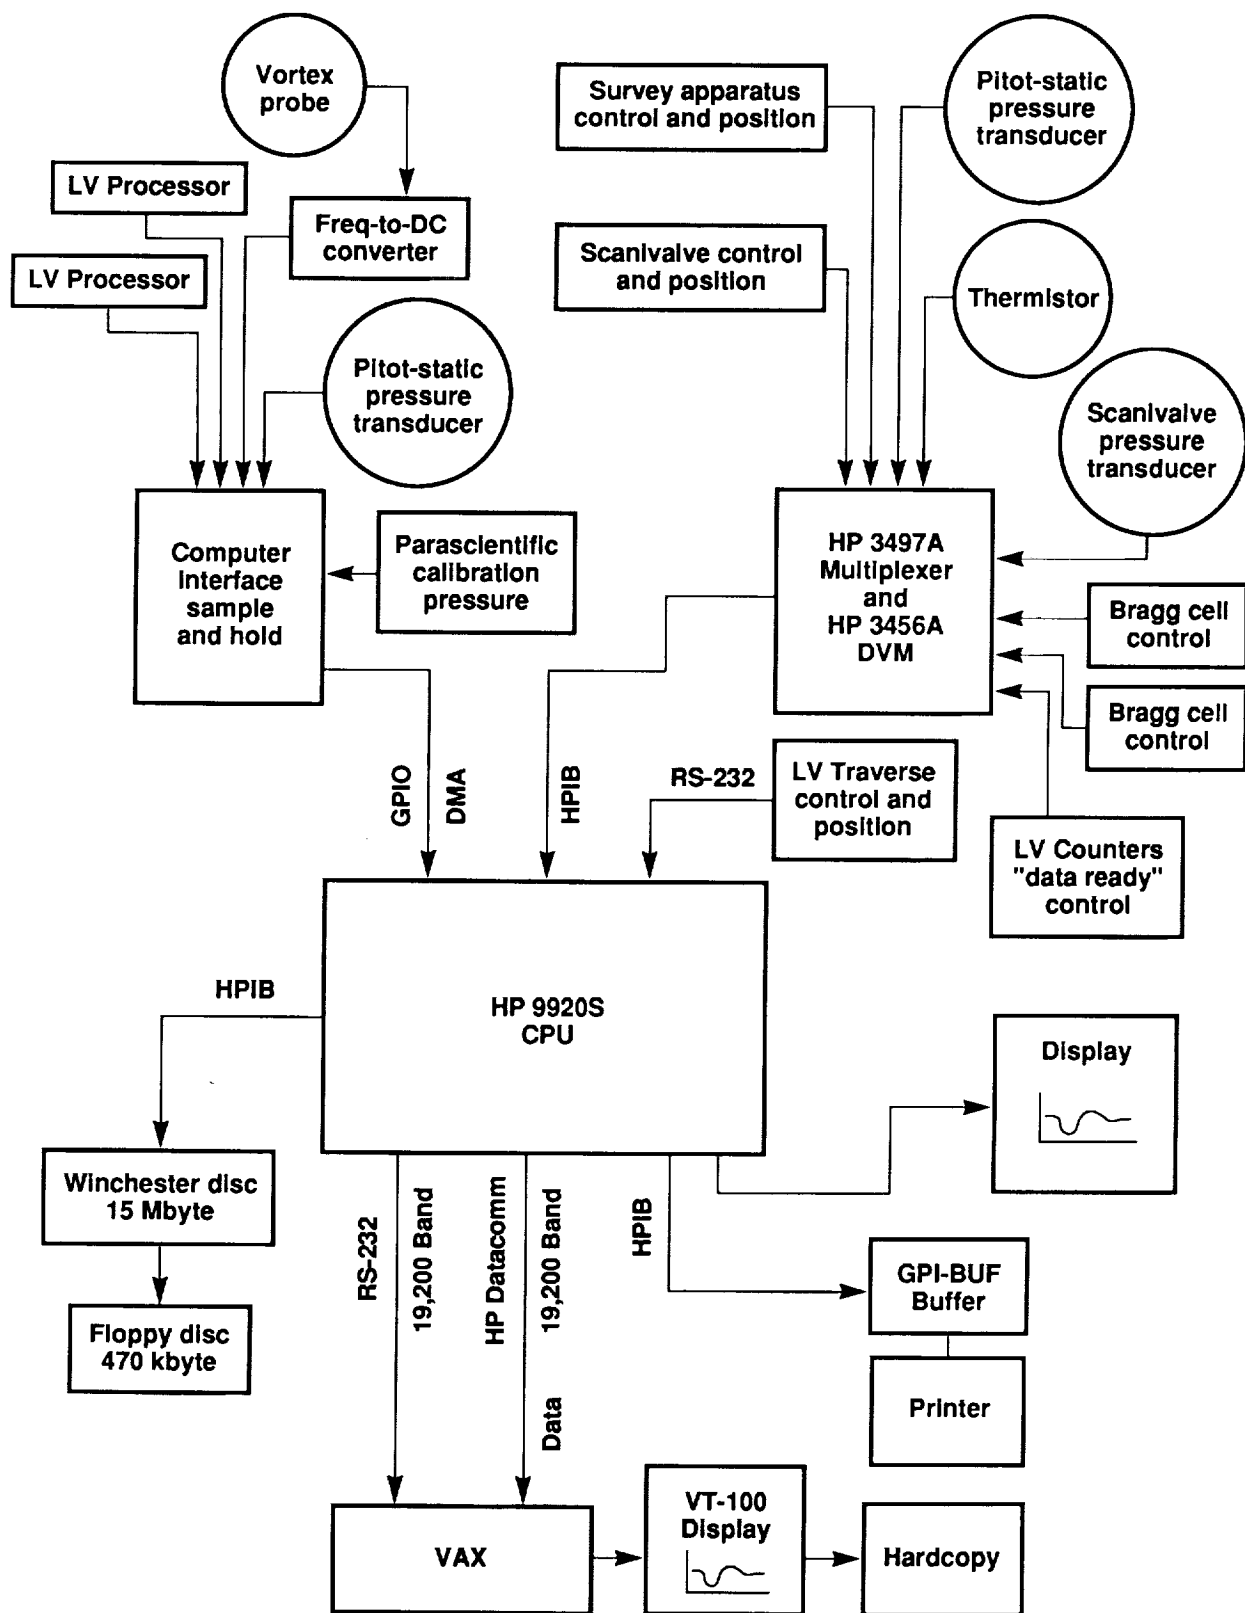 Vortex
probe
Survey apparatus
control and position
Pitot-static
pressure
transducer
LV Processor
Freq-to-DC
converter
Scanivalve control
and position
LV Processor
Thermistor
Pitot-static
pressure
transducer
Scanivalve
pressure
transducer
Computer
interface
sample
and hold
Parascientific
calibration
pressure
HP 3497A
Multiplexer
and
HP 3456A
DVM
Bragg cell
control
Bragg cell
control
GPIO
DMA
HPIB
RS-232
LV Traverse
control and
position
LV Counters
"data ready"
control
HPIB
HP 9920S
CPU
Display
Winchester disc
15 Mbyte
RS-232
19,200 Band
HP Datacomm
19,200 Band
HPIB
GPI-BUF
Buffer
Floppy disc
470 kbyte
Data
Printer
VAX
VT-100
Display
Hardcopy